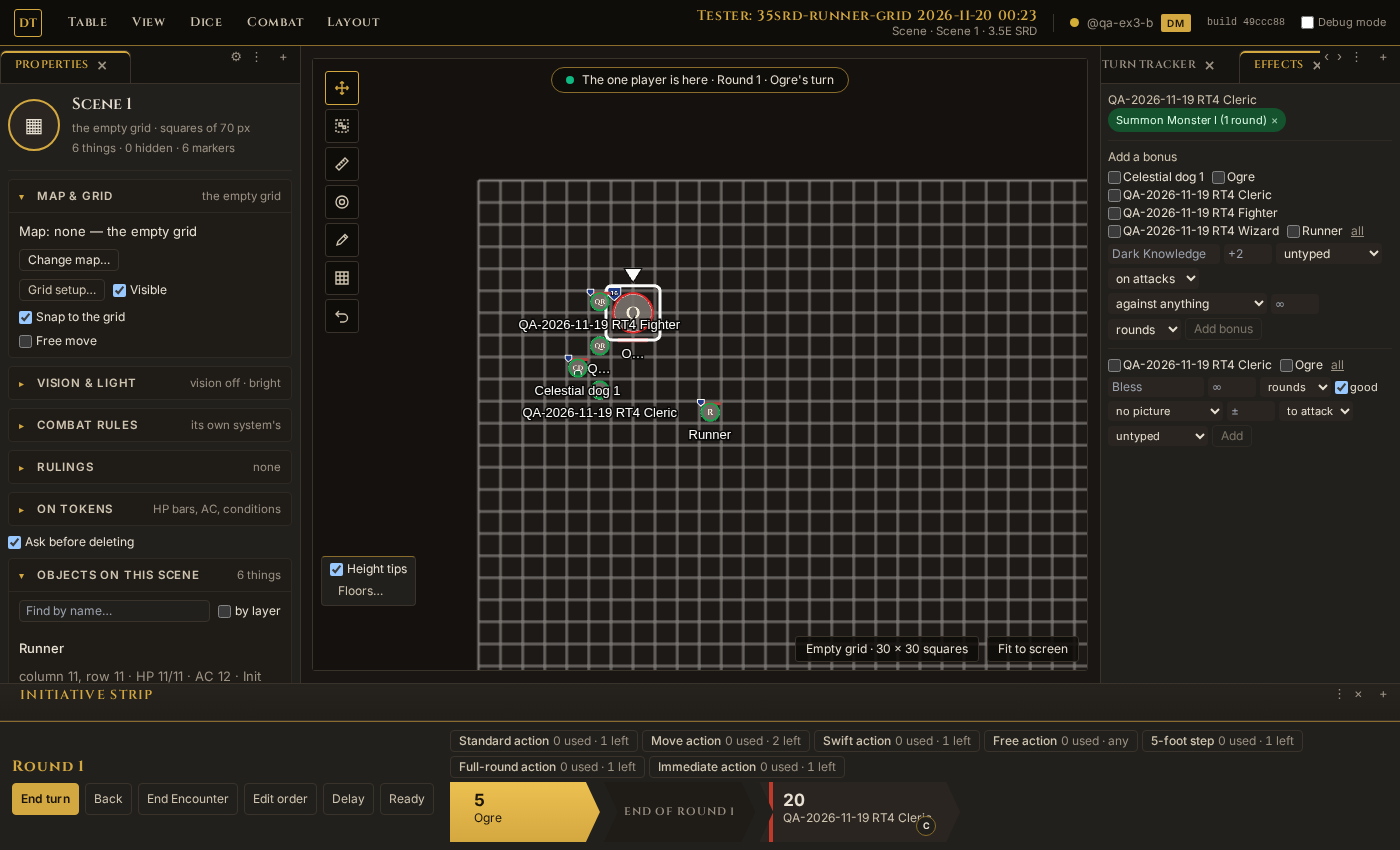 DT TABLE VIEW DICE COMBAT LAYOUT
TESTER: 35SRD-RUNNER-GRID 2026-11-20 00:23
Scene · Scene 1 · 3.5E SRD
@qa-ex3-b DM build 49ccc88 Debug mode
PROPERTIES
SCENE 1
the empty grid · squares of 70 px
6 things · 0 hidden · 6 markers
MAP & GRID the empty grid
Map: none — the empty grid
Change map...
Grid setup... Visible
Snap to the grid
Free move
VISION & LIGHT vision off · bright
COMBAT RULES its own system's
RULINGS none
ON TOKENS HP bars, AC, conditions
Ask before deleting
OBJECTS ON THIS SCENE 6 things
Find by name... by layer
Runner
column 11, row 11 · HP 11/11 · AC 12 · Init
The one player is here · Round 1 · Ogre's turn
QR 16 O
QA-2026-11-19 RT4 Fighter
O...
QR
Q...
Celestial dog 1
QA-2026-11-19 RT4 Cleric
R
Runner
Height tips
Floors...
Empty grid · 30 × 30 squares Fit to screen
TURN TRACKER EFFECTS
QA-2026-11-19 RT4 Cleric
Summon Monster I (1 round) ×
Add a bonus
Celestial dog 1 Ogre
QA-2026-11-19 RT4 Cleric
QA-2026-11-19 RT4 Fighter
QA-2026-11-19 RT4 Wizard Runner all
Dark Knowledge +2 untyped
on attacks
against anything ∞
rounds Add bonus
QA-2026-11-19 RT4 Cleric Ogre all
Bless ∞ rounds good
no picture ± to attack
untyped Add
INITIATIVE STRIP
ROUND 1
End turn Back End Encounter Edit order Delay Ready
Standard action 0 used · 1 left Move action 0 used · 2 left Swift action 0 used · 1 left Free action 0 used · any 5-foot step 0 used · 1 left
Full-round action 0 used · 1 left Immediate action 0 used · 1 left
5
Ogre
END OF ROUND 1
20
QA-2026-11-19 RT4 Cleric
C